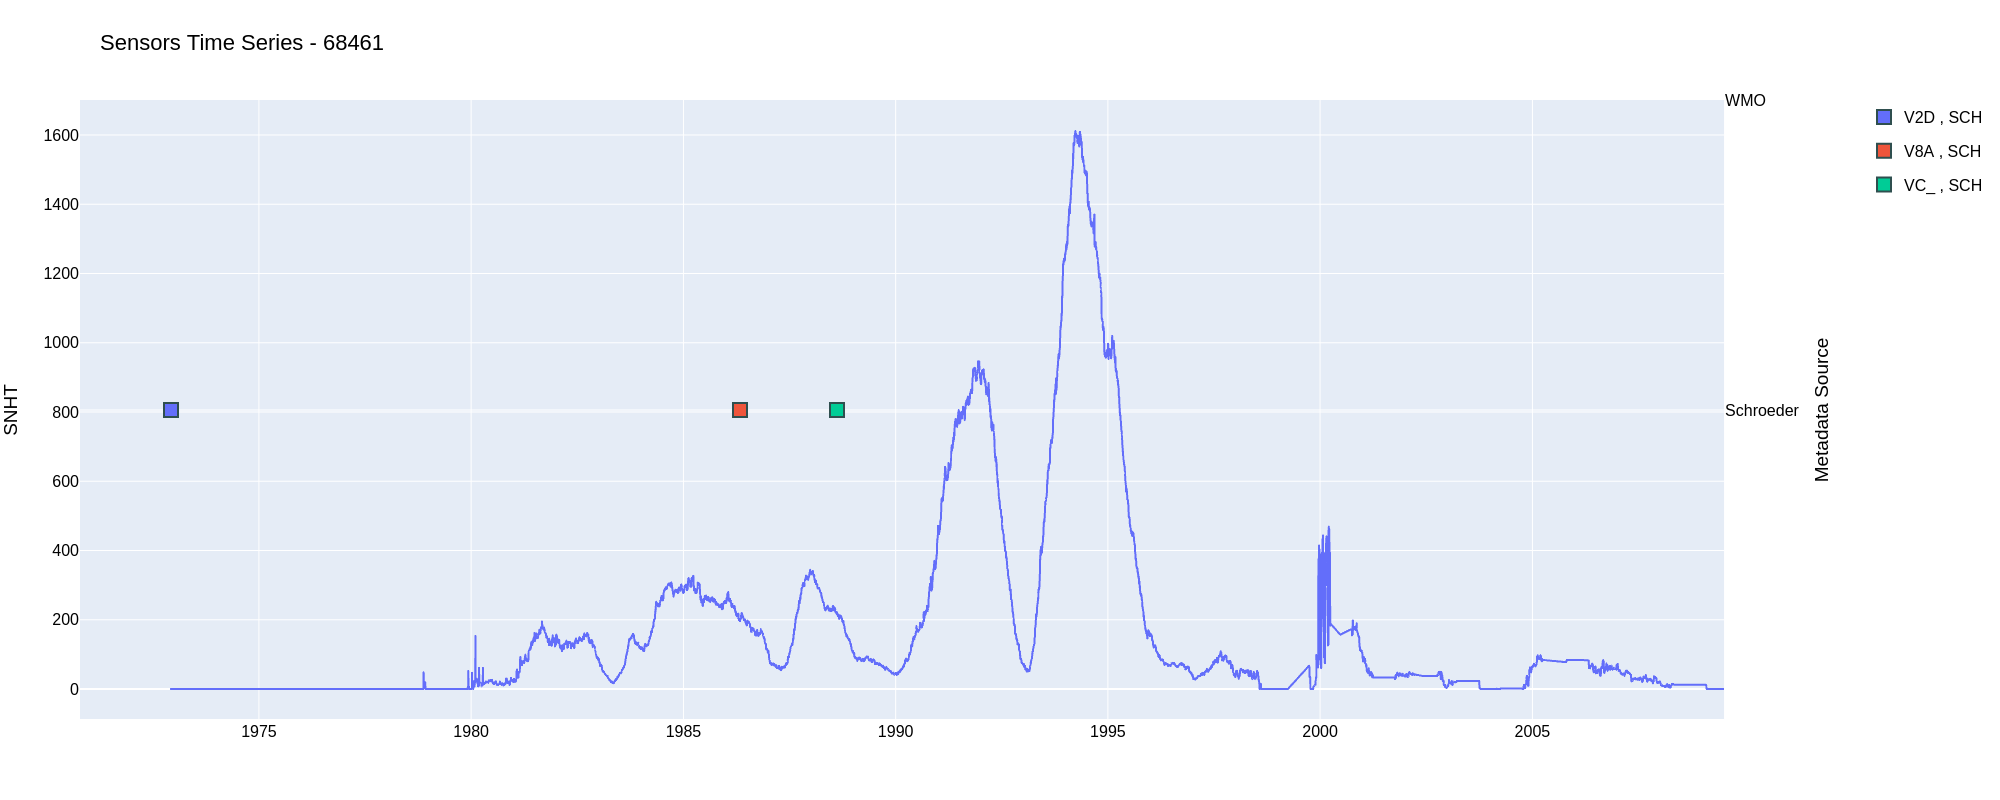 Sensors Time Series - 68461
WMO
V2D , SCH
V8A , SCH
VC_ , SCH
1600
1400
1200
1000
800
600
400
200
0
SNHT
Schroeder
Metadata Source
1975
1980
1985
1990
1995
2000
2005